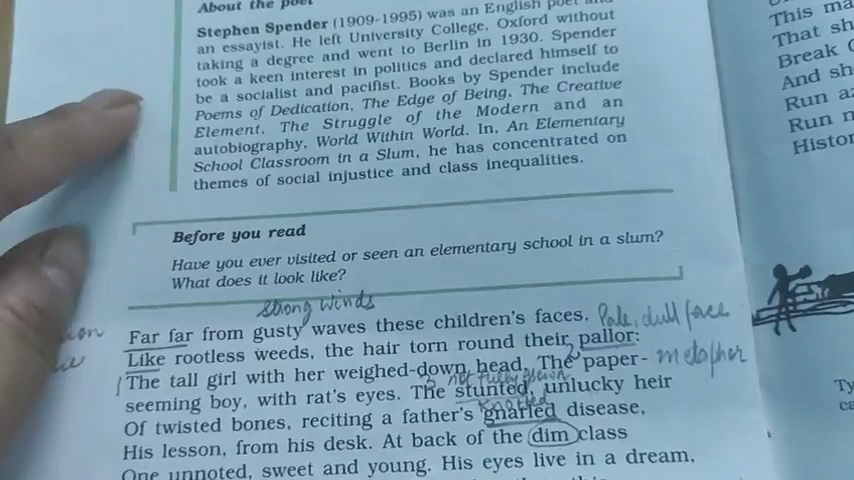 About the poet
Stephen Spender (1909-1995) was an English poet and
an essayist. He left University College, Oxford without
taking a degree and went to Berlin in 1930. Spender
took a keen interest in politics and declared himself to
be a socialist and pacifist. Books by Spender include
Poems of Dedication, The Edge of Being, The Creative
Element, The Struggle of the Modern and an
autobiography, World Within World. In, An Elementary
School Classroom in a Slum, he has concentrated on
themes of social injustice and class inequalities.
Before you read
Have you ever visited or seen an elementary school in a slum?
What does it look like?
strong winds
Far far from gusty waves these children's faces. Pale, dull face
Like rootless weeds, the hair torn round their pallor:
The tall girl with her weighed-down head. The paper- metaphor
not fully grown
seeming boy, with rat's eyes. The stunted, unlucky heir
knotted
Of twisted bones, reciting a father's gnarled disease,
His lesson, from his desk. At back of the dim class
One unnoted, sweet and young. His eyes live in a dream,
This
That
Break
And
Run
Run